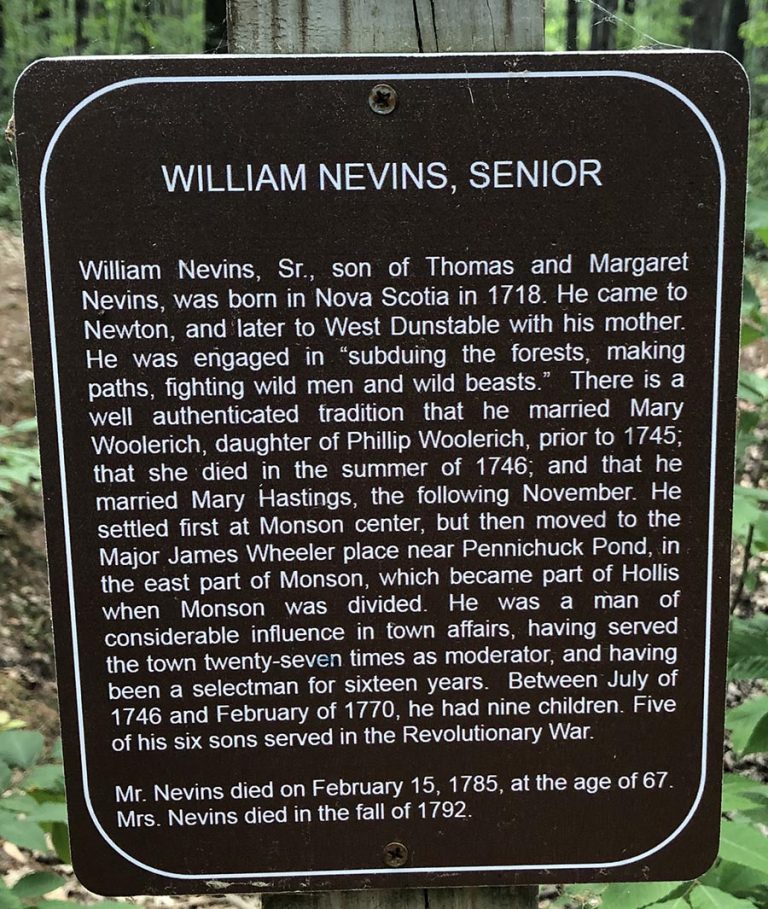 WILLIAM NEVINS, SENIOR
William Nevins, Sr., son of Thomas and Margaret
Nevins, was born in Nova Scotia in 1718. He came to
Newton, and later to West Dunstable with his mother.
He was engaged in “subduing the forests, making
paths, fighting wild men and wild beasts.” There is a
well authenticated tradition that he married Mary
Woolerich, daughter of Phillip Woolerich, prior to 1745;
that she died in the summer of 1746; and that he
married Mary Hastings, the following November. He
settled first at Monson center, but then moved to the
Major James Wheeler place near Pennichuck Pond, in
the east part of Monson, which became part of Hollis
when Monson was divided. He was a man of
considerable influence in town affairs, having served
the town twenty-seven times as moderator, and having
been a selectman for sixteen years. Between July of
1746 and February of 1770, he had nine children. Five
of his six sons served in the Revolutionary War.
Mr. Nevins died on February 15, 1785, at the age of 67.
Mrs. Nevins died in the fall of 1792.